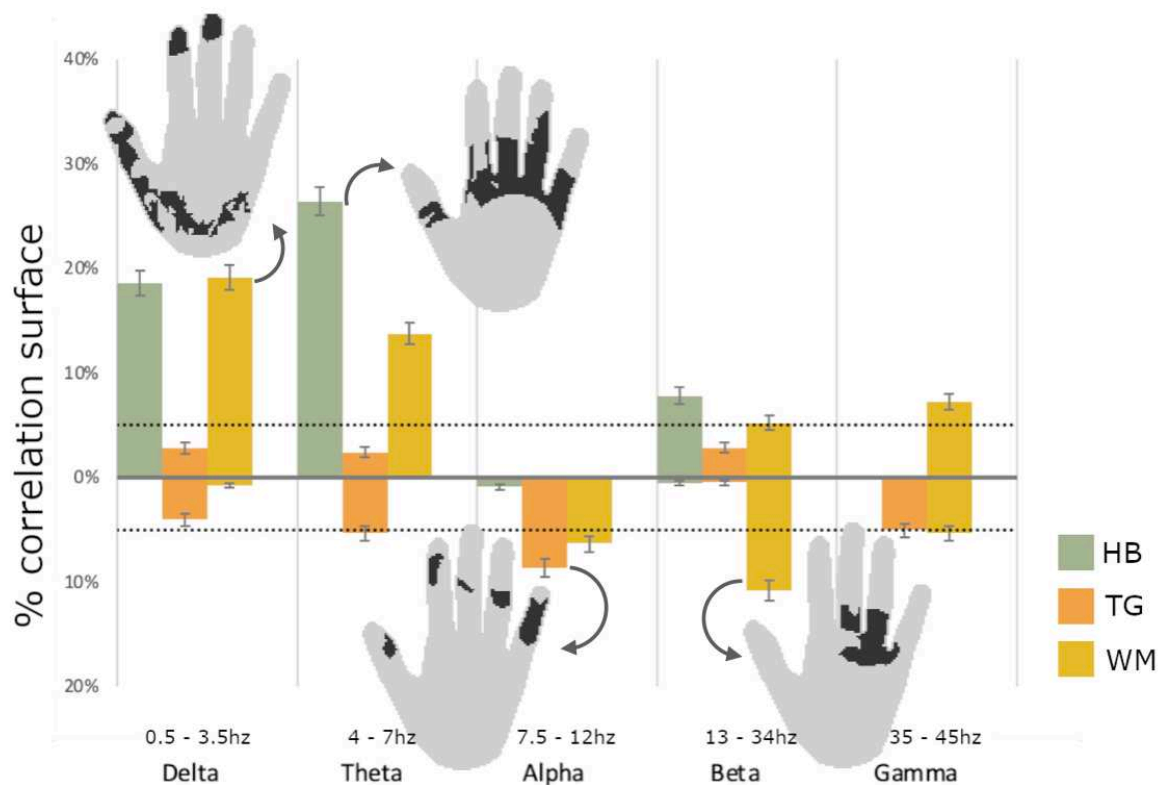 40%
30%
20%
10%
0%
10%
20%
% correlation surface
HB
TG
WM
0.5 - 3.5hz
4 - 7hz
7.5 - 12hz
13 - 34hz
35 - 45hz
Delta
Theta
Alpha
Beta
Gamma